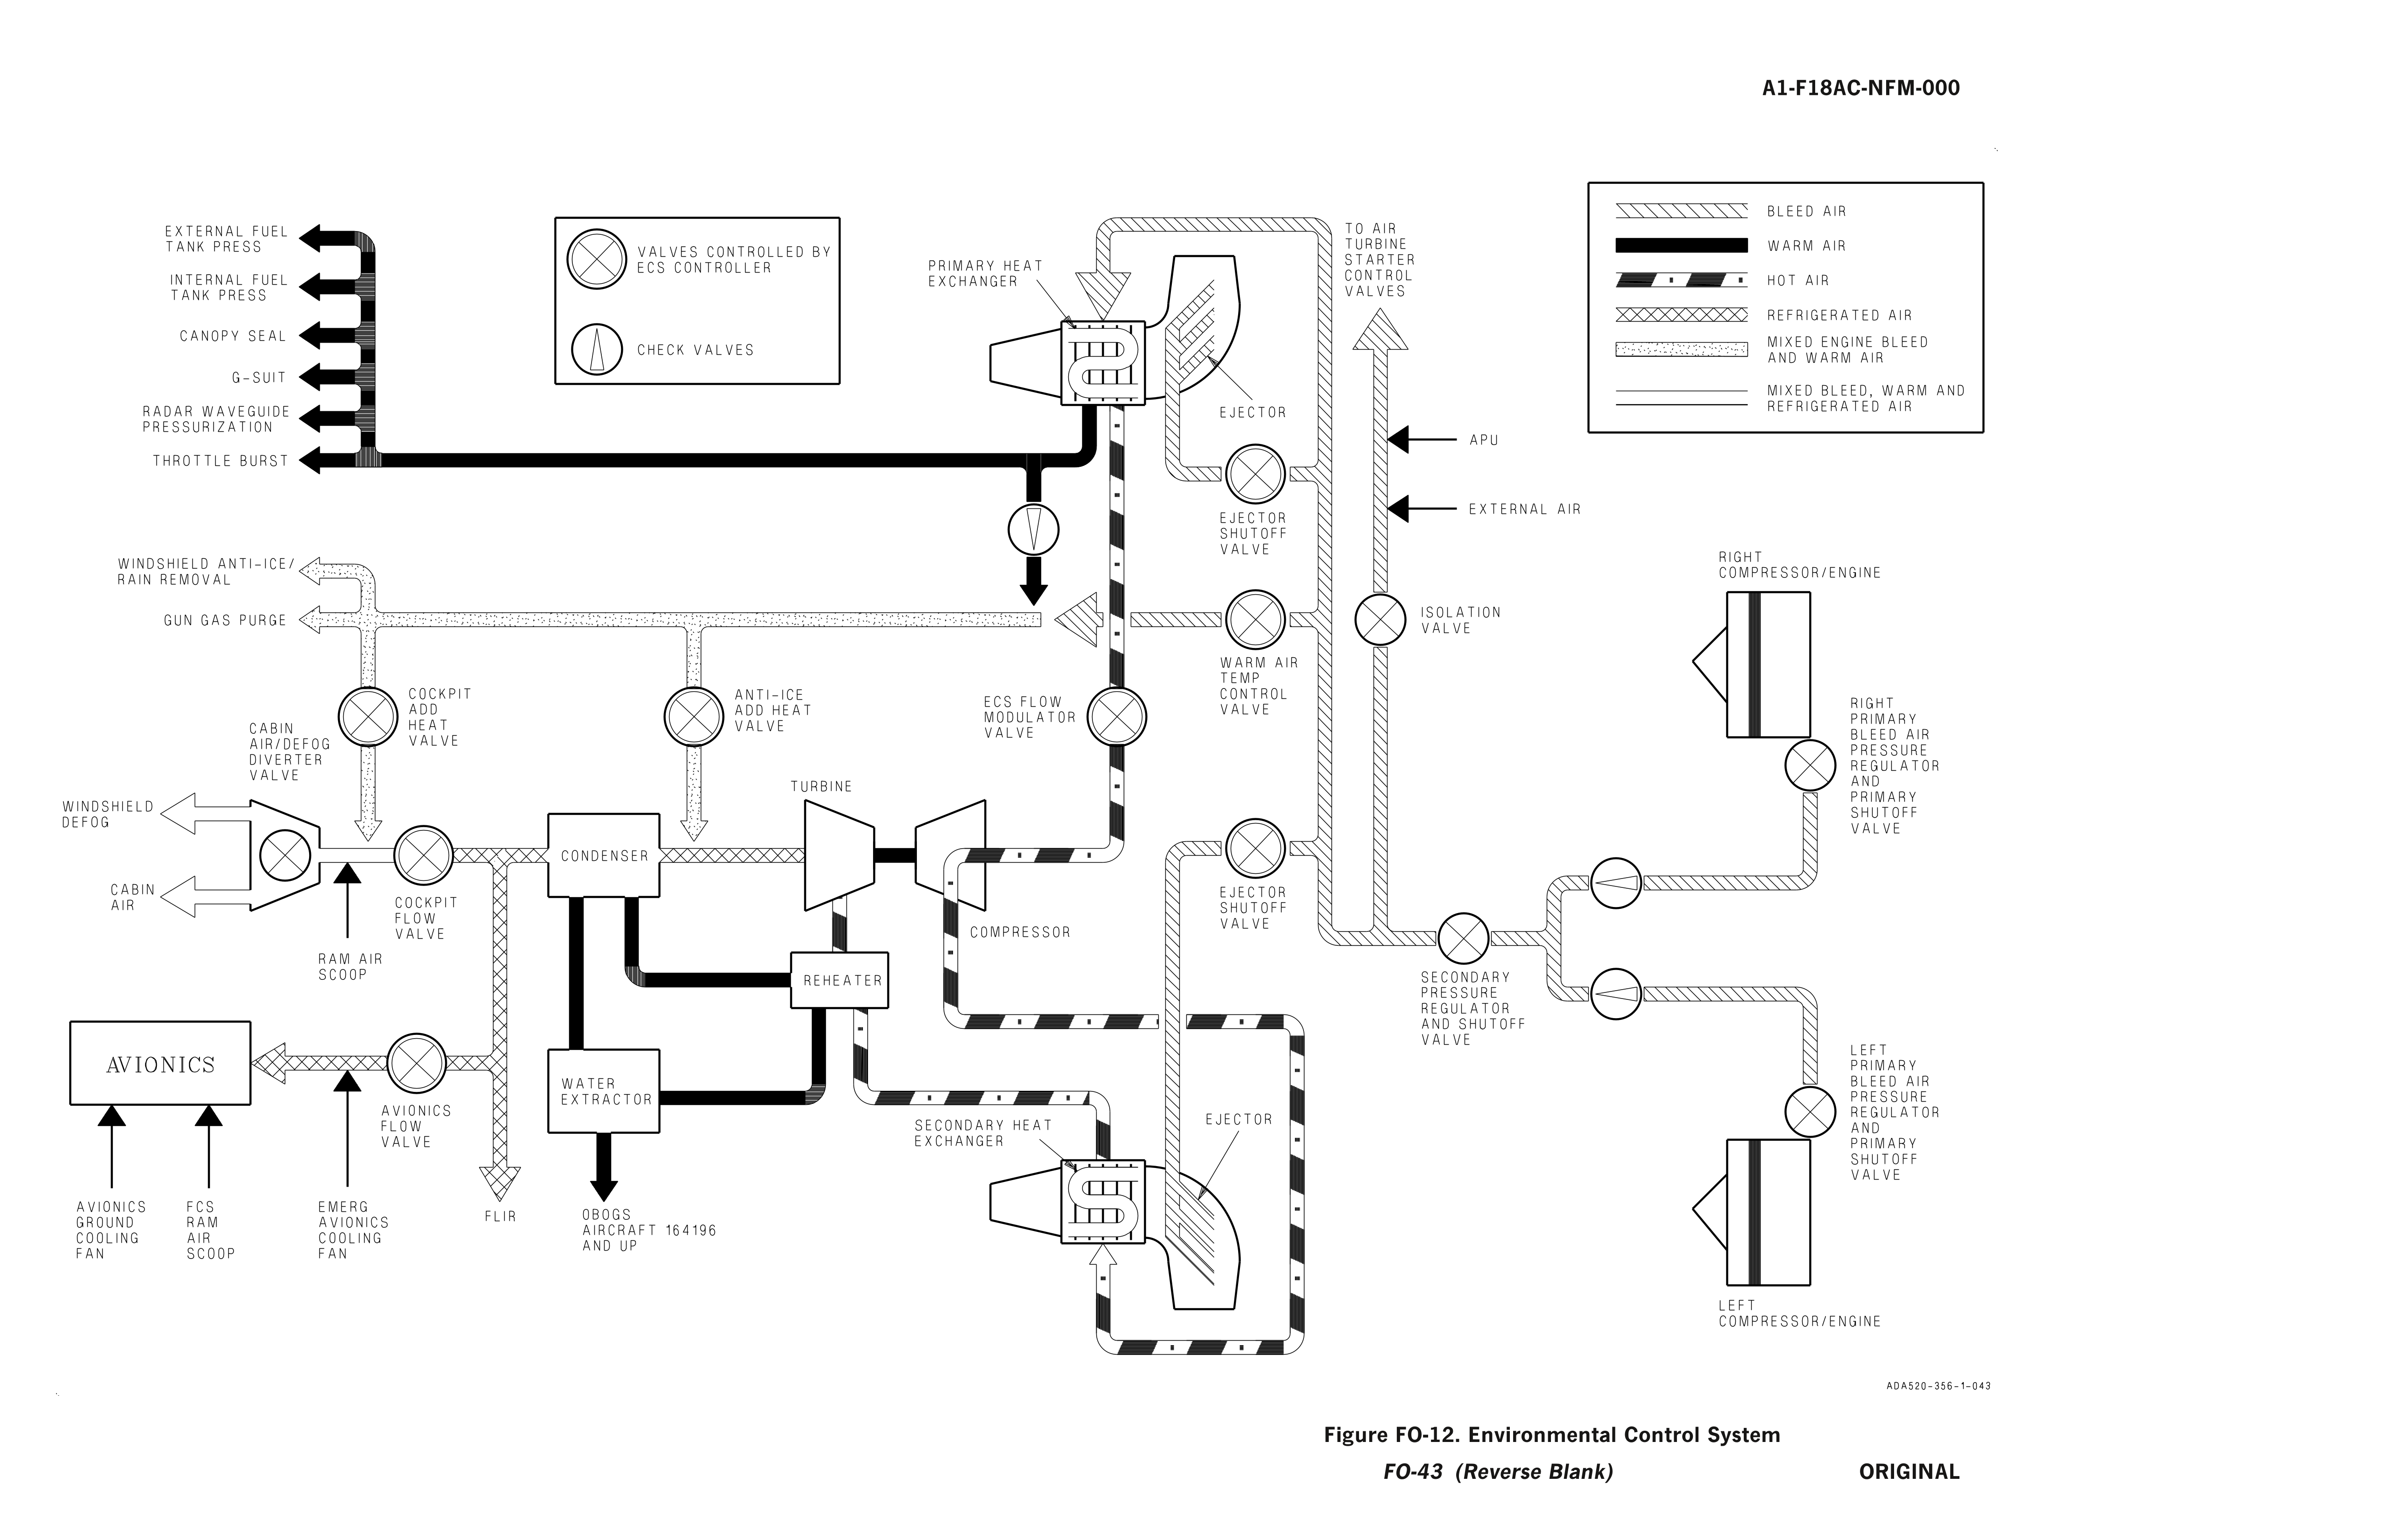 A1-F18AC-NFM-000
BLEED AIR
WARM AIR
HOT AIR
REFRIGERATED AIR
MIXED ENGINE BLEED
AND WARM AIR
MIXED BLEED, WARM AND
REFRIGERATED AIR
VALVES CONTROLLED BY
ECS CONTROLLER
CHECK VALVES
EXTERNAL FUEL
TANK PRESS
INTERNAL FUEL
TANK PRESS
CANOPY SEAL
G-SUIT
RADAR WAVEGUIDE
PRESSURIZATION
THROTTLE BURST
PRIMARY HEAT
EXCHANGER
EJECTOR
TO AIR
TURBINE
STARTER
CONTROL
VALVES
APU
EXTERNAL AIR
EJECTOR
SHUTOFF
VALVE
WINDSHIELD ANTI-ICE/
RAIN REMOVAL
GUN GAS PURGE
RIGHT
COMPRESSOR/ENGINE
ISOLATION
VALVE
WARM AIR
TEMP
CONTROL
VALVE
COCKPIT
ADD
HEAT
VALVE
ANTI-ICE
ADD HEAT
VALVE
ECS FLOW
MODULATOR
VALVE
CABIN
AIR/DEFOG
DIVERTER
VALVE
RIGHT
PRIMARY
BLEED AIR
PRESSURE
REGULATOR
AND
PRIMARY
SHUTOFF
VALVE
WINDSHIELD
DEFOG
CABIN
AIR
TURBINE
CONDENSER
COCKPIT
FLOW
VALVE
COMPRESSOR
EJECTOR
SHUTOFF
VALVE
RAM AIR
SCOOP
REHEATER
SECONDARY
PRESSURE
REGULATOR
AND SHUTOFF
VALVE
AVIONICS
AVIONICS
FLOW
VALVE
WATER
EXTRACTOR
SECONDARY HEAT
EXCHANGER
EJECTOR
LEFT
PRIMARY
BLEED AIR
PRESSURE
REGULATOR
AND
PRIMARY
SHUTOFF
VALVE
AVIONICS
GROUND
COOLING
FAN
FCS
RAM
AIR
SCOOP
EMERG
AVIONICS
COOLING
FAN
FLIR
OBOGS
AIRCRAFT 164196
AND UP
LEFT
COMPRESSOR/ENGINE
ADA520-356-1-043
Figure FO-12. Environmental Control System
FO-43 (Reverse Blank)
ORIGINAL